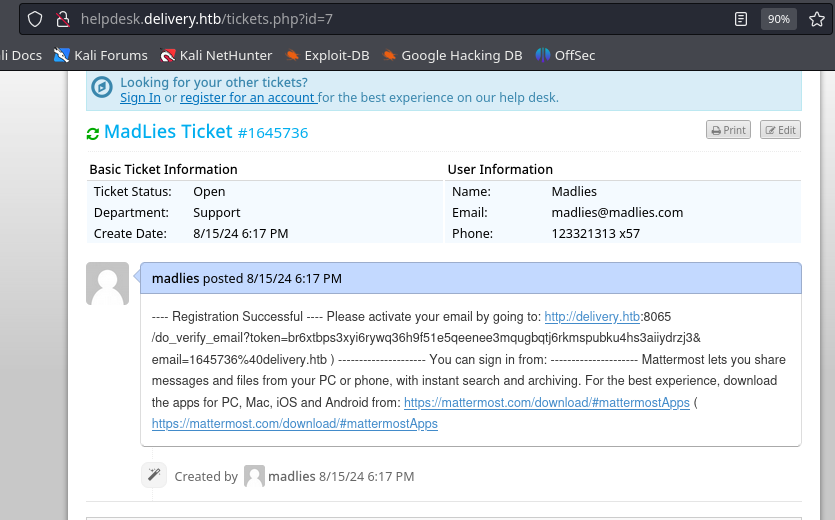 helpdesk.delivery.htb/tickets.php?id=7 90%
li Docs Kali Forums Kali NetHunter Exploit-DB Google Hacking DB OffSec
Looking for your other tickets?
Sign In or register for an account for the best experience on our help desk.
MadLies Ticket #1645736 Print Edit
Basic Ticket Information User Information
Ticket Status: Open Name: Madlies
Department: Support Email: madlies@madlies.com
Create Date: 8/15/24 6:17 PM Phone: 123321313 x57
madlies posted 8/15/24 6:17 PM
---- Registration Successful ---- Please activate your email by going to: http://delivery.htb:8065
/do_verify_email?token=br6xtbps3xyi6rywq36h9f51e5qeenee3mqugbqtj6rkmspubku4hs3aiiydrzj3&
email=1645736%40delivery.htb ) --------------------- You can sign in from: --------------------- Mattermost lets you share
messages and files from your PC or phone, with instant search and archiving. For the best experience, download
the apps for PC, Mac, iOS and Android from: https://mattermost.com/download/#mattermostApps (
https://mattermost.com/download/#mattermostApps
Created by madlies 8/15/24 6:17 PM